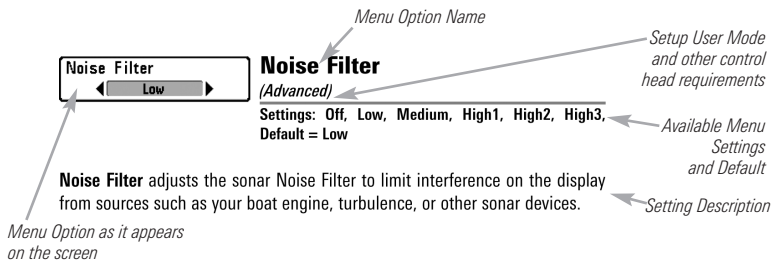 Menu Option Name
Setup User Mode
and other control
head requirements
Noise Filter
Low
Noise Filter
(Advanced)
Settings: Off, Low, Medium, High1, High2, High3,
Default = Low
Available Menu
Settings
and Default
Noise Filter adjusts the sonar Noise Filter to limit interference on the display
from sources such as your boat engine, turbulence, or other sonar devices.
Setting Description
Menu Option as it appears
on the screen